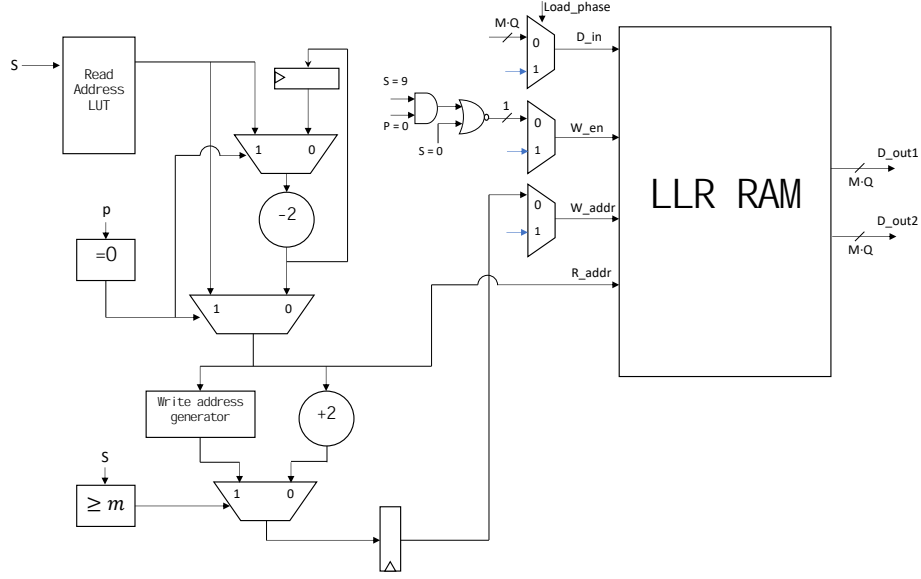 Load_phase
M·Q
0
D_in
1
S
Read
Address
LUT
S = 9
P = 0
S = 0
1
0
W_en
1
1
0
D_out1
M·Q
LLR RAM
-2
0
W_addr
1
p
=0
D_out2
M·Q
R_addr
1
0
Write address
generator
+2
S
≥ m
1
0